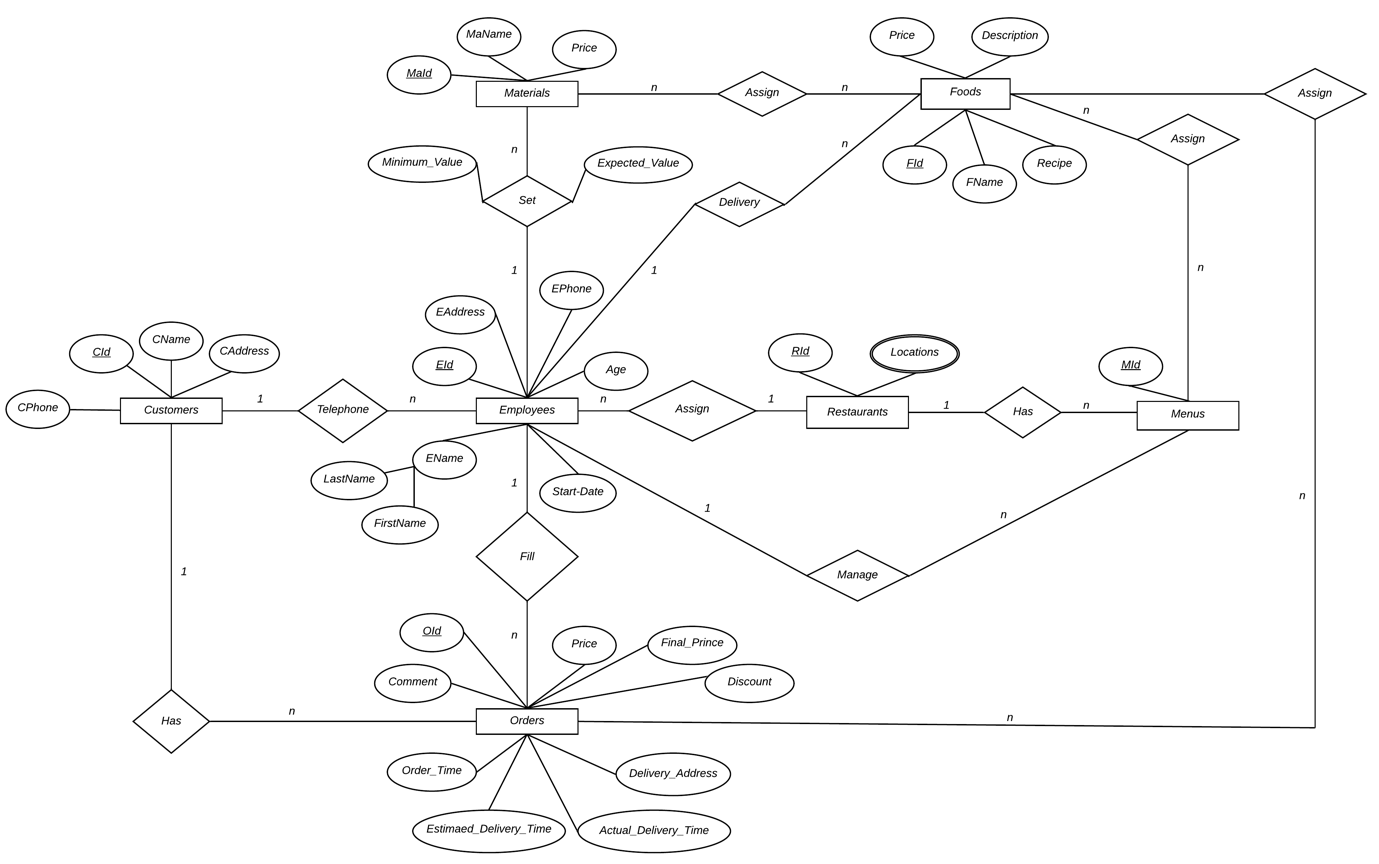 MaName
Price
Description
Price
MaId
Materials
n
Assign
n
Foods
Assign
n
n
n
Assign
Minimum_Value
Expected_Value
FId
FName
Recipe
Set
Delivery
1
1
n
EPhone
EAddress
CName
CId
CAddress
EId
Age
RId
Locations
MId
CPhone
Customers
1
Telephone
n
Employees
n
Assign
1
Restaurants
1
Has
n
Menus
EName
LastName
FirstName
1
Start-Date
1
n
n
Fill
Manage
1
OId
n
Price
Final_Prince
Comment
Discount
Has
n
Orders
n
Order_Time
Delivery_Address
Estimaed_Delivery_Time
Actual_Delivery_Time